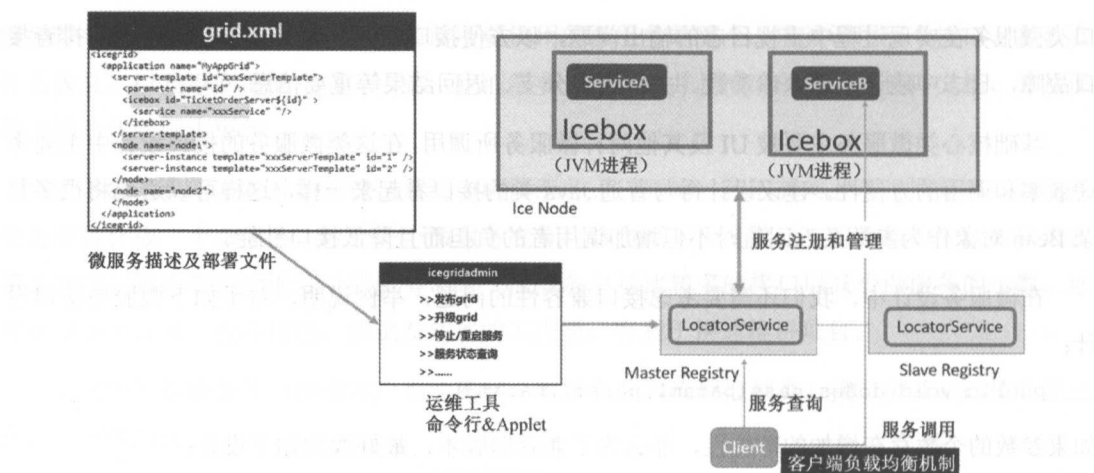 grid.xml
<icegrid>
<application name="MyAppGrid">
<server-template id="xxxServerTemplate">
<parameter name="id" />
<icebox id="TicketOrderServer${id}" >
<service name="xxxService" "/>
</icebox>
</server-template>
<node name="node1">
<server-instance template="xxxServerTemplate" id="1" />
<server-instance template="xxxServerTemplate" id="2" />
</node>
</node>
</application>
</icegrid>
微服务描述及部署文件
ServiceA
Icebox
(JVM进程)
ServiceB
Icebox
(JVM进程)
Ice Node
服务注册和管理
icegridadmin
>>发布grid
>>升级grid
>>停止/重启服务
>>服务状态查询
>>......
运维工具
命令行&Applet
LocatorService
Master Registry
LocatorService
Slave Registry
服务查询
服务调用
Client
客户端负载均衡机制